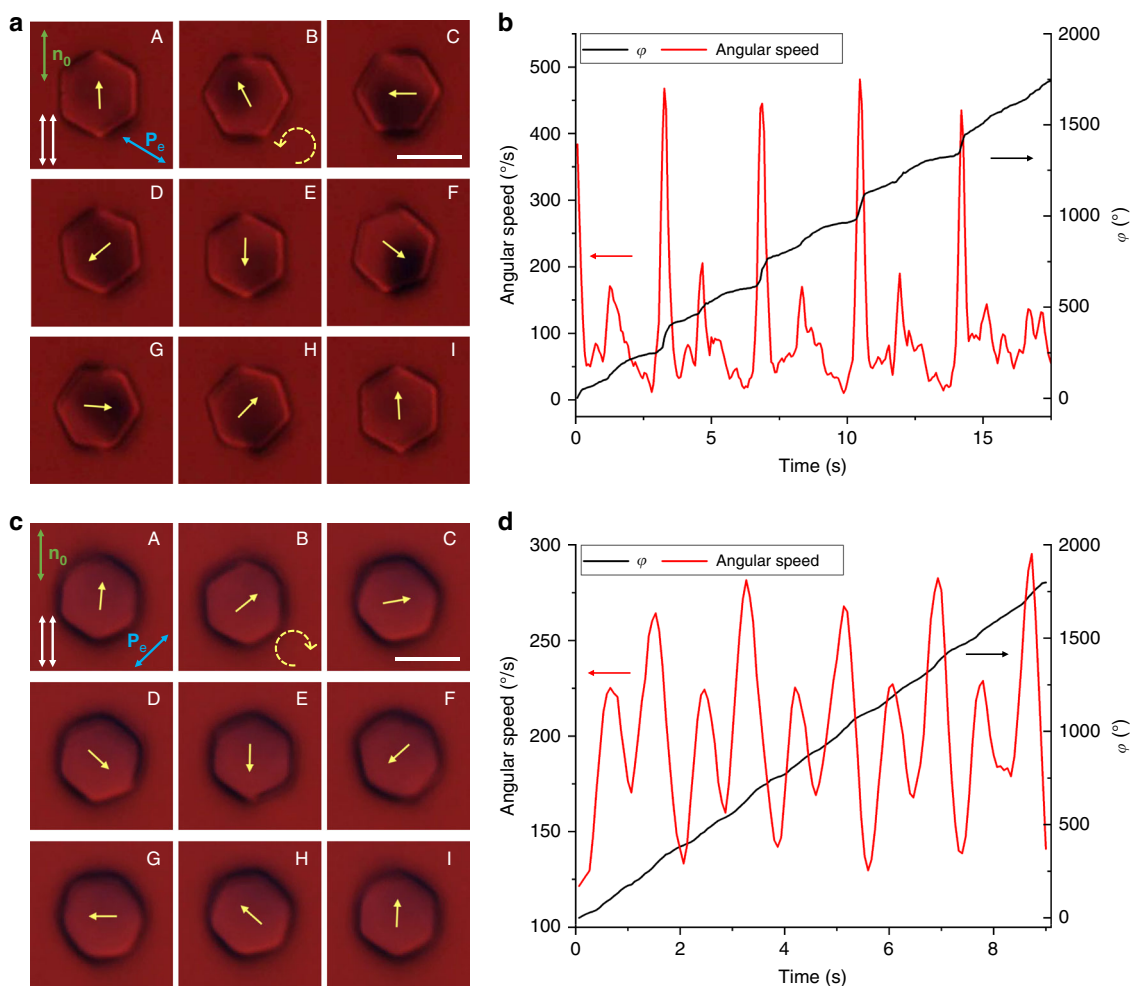 a
A
B
C
n0
Pe
D
E
F
G
H
I
b
φ
Angular speed
500
400
300
200
100
0
Angular speed (°/s)
2000
1500
1000
500
0
φ (°)
0
5
10
15
Time (s)
c
A
B
C
n0
Pe
D
E
F
G
H
I
d
φ
Angular speed
300
250
200
150
100
Angular speed (°/s)
2000
1500
1000
500
0
φ (°)
0
2
4
6
8
Time (s)